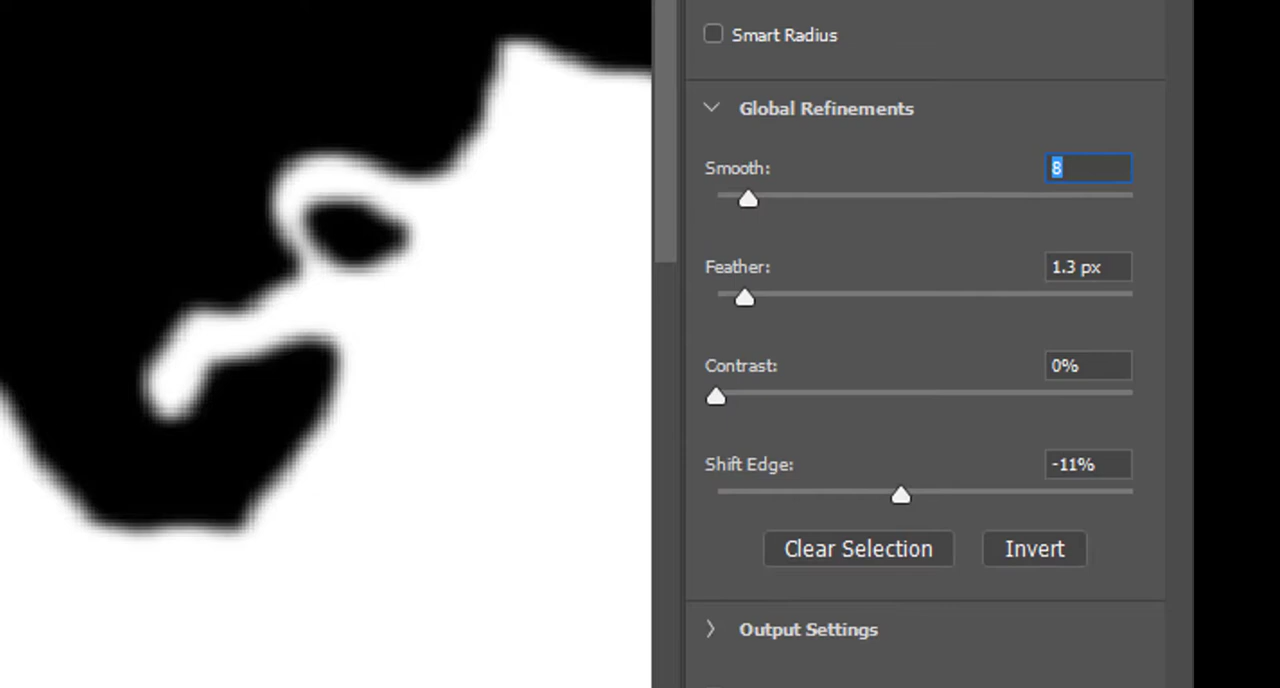 Smart Radius
Global Refinements
Smooth: 8
Feather: 1.3 px
Contrast: 0%
Shift Edge: -11%
Clear Selection Invert
Output Settings